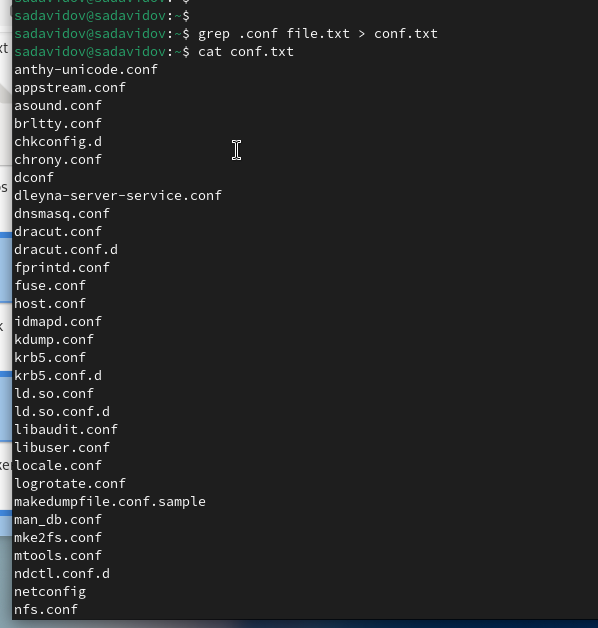 sadavidov@sadavidov:~$
sadavidov@sadavidov:~$ grep .conf file.txt > conf.txt
sadavidov@sadavidov:~$ cat conf.txt
anthy-unicode.conf
appstream.conf
asound.conf
brltty.conf
chkconfig.d
chrony.conf
dconf
dleyna-server-service.conf
dnsmasq.conf
dracut.conf
dracut.conf.d
fprintd.conf
fuse.conf
host.conf
idmapd.conf
kdump.conf
krb5.conf
krb5.conf.d
ld.so.conf
ld.so.conf.d
libaudit.conf
libuser.conf
locale.conf
logrotate.conf
makedumpfile.conf.sample
man_db.conf
mke2fs.conf
mtools.conf
ndctl.conf.d
netconfig
nfs.conf